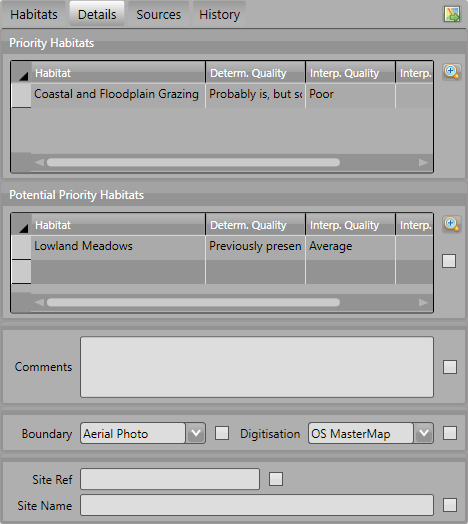 Habitats Details Sources History
Priority Habitats
Habitat Determ. Quality Interp. Quality Interp.
Coastal and Floodplain Grazing Probably is, but sc Poor
Potential Priority Habitats
Habitat Determ. Quality Interp. Quality Interp.
Lowland Meadows Previously presen Average
Comments
Boundary Aerial Photo Digitisation OS MasterMap
Site Ref
Site Name